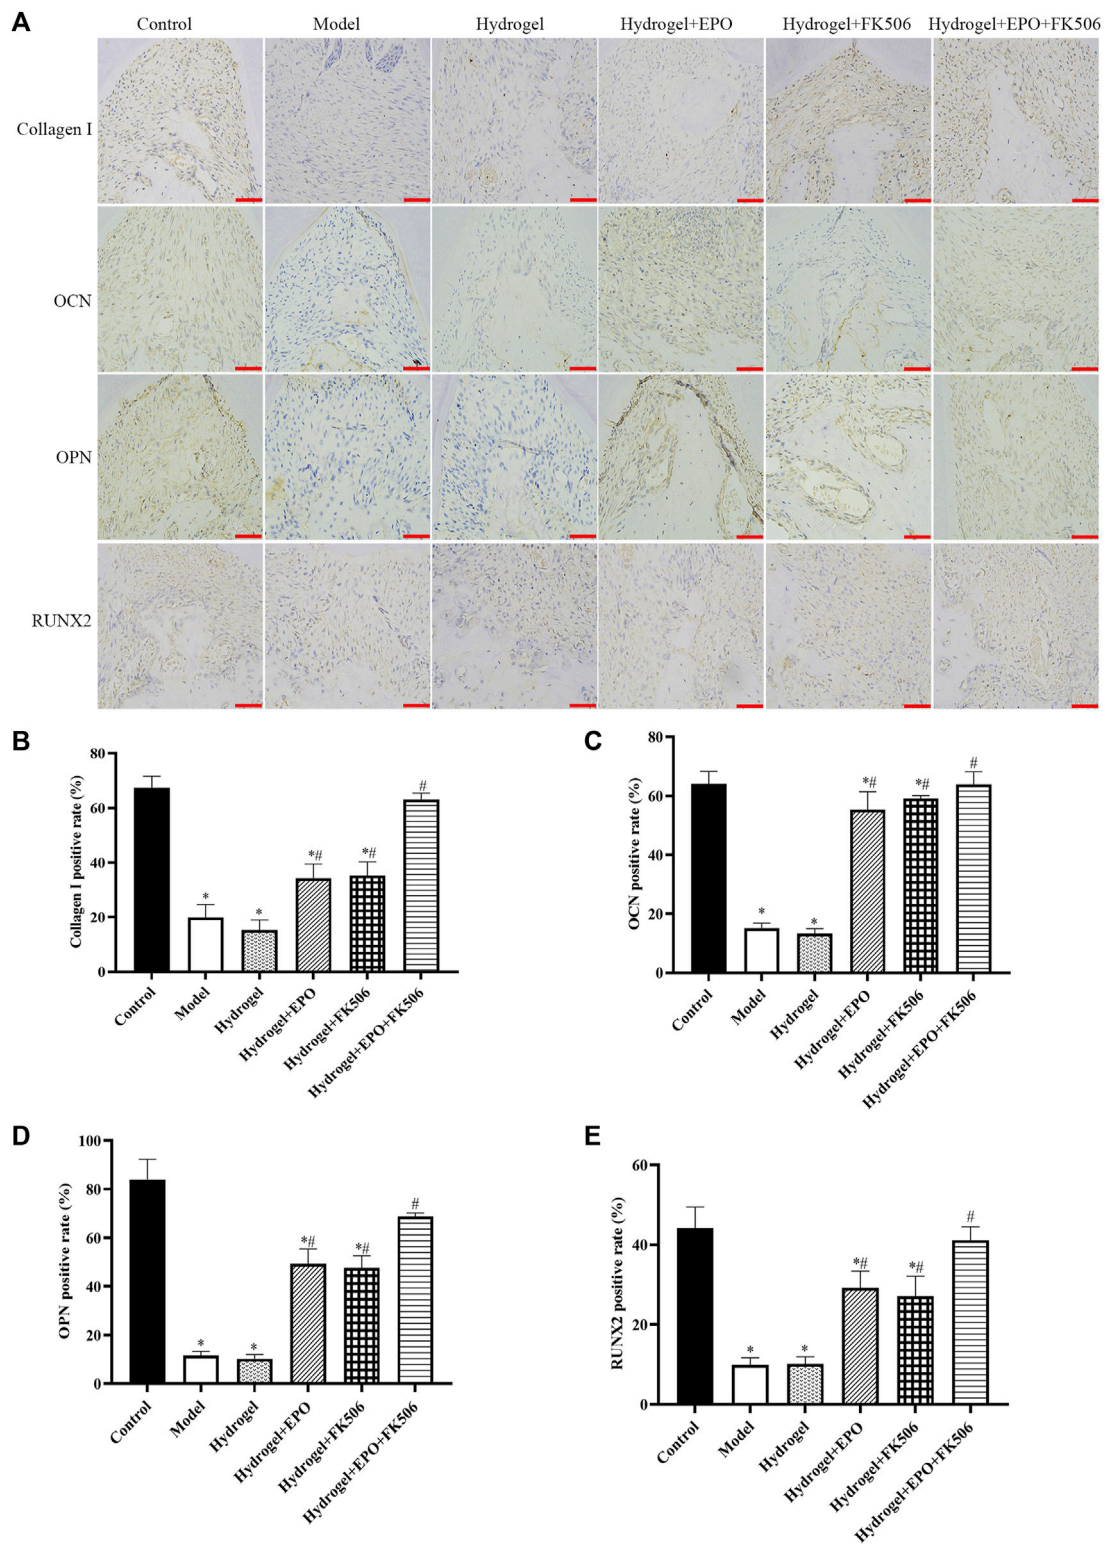 A
Control Model Hydrogel Hydrogel+EPO Hydrogel+FK506 Hydrogel+EPO+FK506
Collagen I
OCN
OPN
RUNX2
B
Collagen I positive rate (%)
80
60
40
20
0
* * *# *# #
Control Model Hydrogel Hydrogel+EPO Hydrogel+FK506 Hydrogel+EPO+FK506
C
OCN positive rate (%)
80
60
40
20
0
* * *# *# #
Control Model Hydrogel Hydrogel+EPO Hydrogel+FK506 Hydrogel+EPO+FK506
D
OPN positive rate (%)
100
80
60
40
20
0
* * *# *# #
Control Model Hydrogel Hydrogel+EPO Hydrogel+FK506 Hydrogel+EPO+FK506
E
RUNX2 positive rate (%)
60
40
20
0
* * *# *# #
Control Model Hydrogel Hydrogel+EPO Hydrogel+FK506 Hydrogel+EPO+FK506